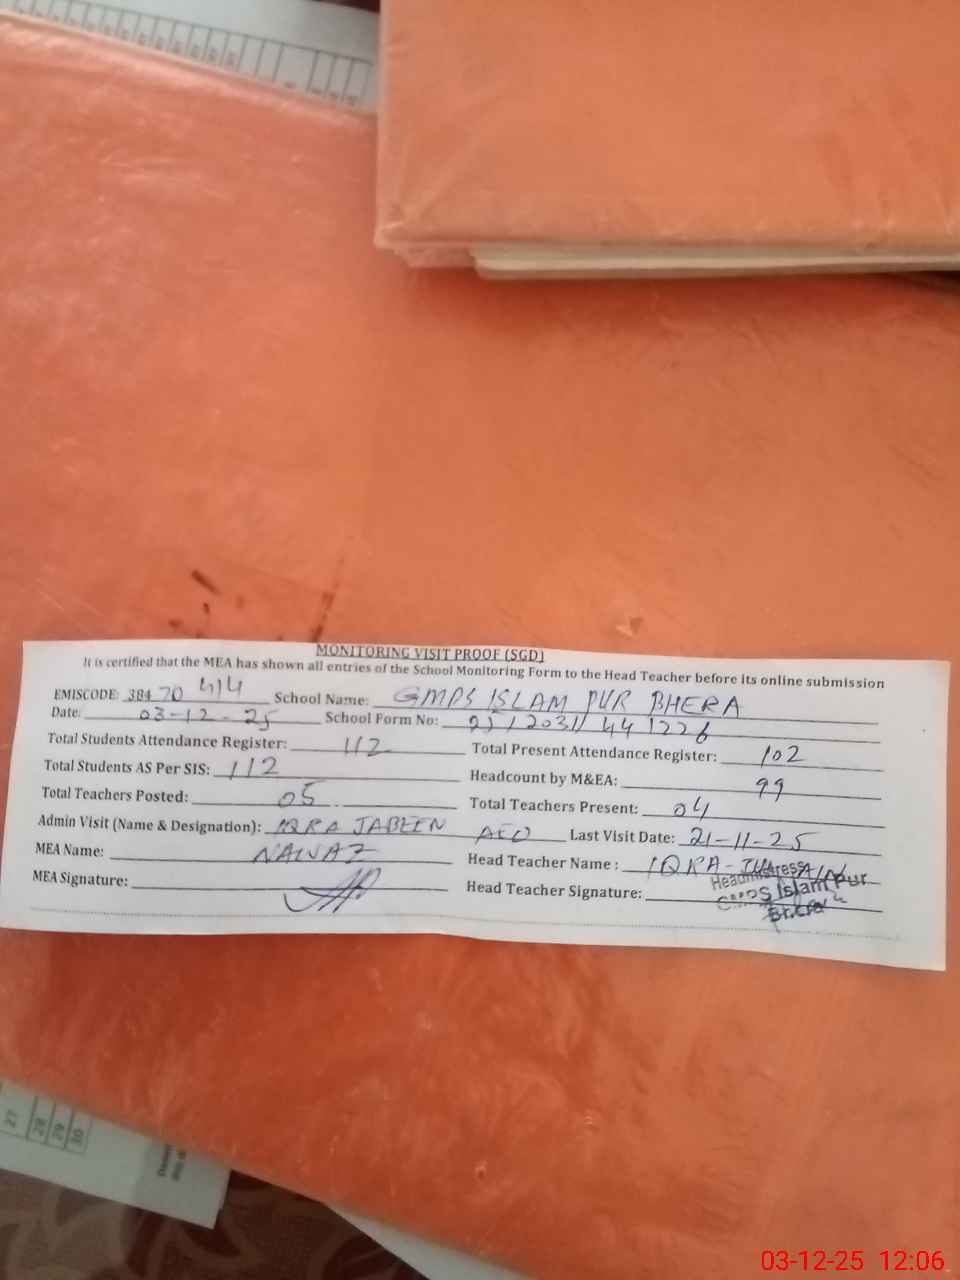 MONITORING VISIT PROOF (SGD)
It is certified that the MEA has shown all entries of the School Monitoring Form to the Head Teacher before its online submission
EMISCODE: 38470414 School Name: GMPS ISLAM PUR BHERA
Date: 03-12-25 School Form No:
Total Students Attendance Register: 112 Total Present Attendance Register: 102
Total Students AS Per SIS: 112 Headcount by M&EA: 99
Total Teachers Posted: 05 Total Teachers Present: 04
Admin Visit (Name & Designation): IQRA JABEEN AEO Last Visit Date: 21-11-25
MEA Name: NAWAZ Head Teacher Name: IQRA
MEA Signature: Head Teacher Signature:
Headmistress
Islam Pur
27
28
29
30
03-12-25 12:06